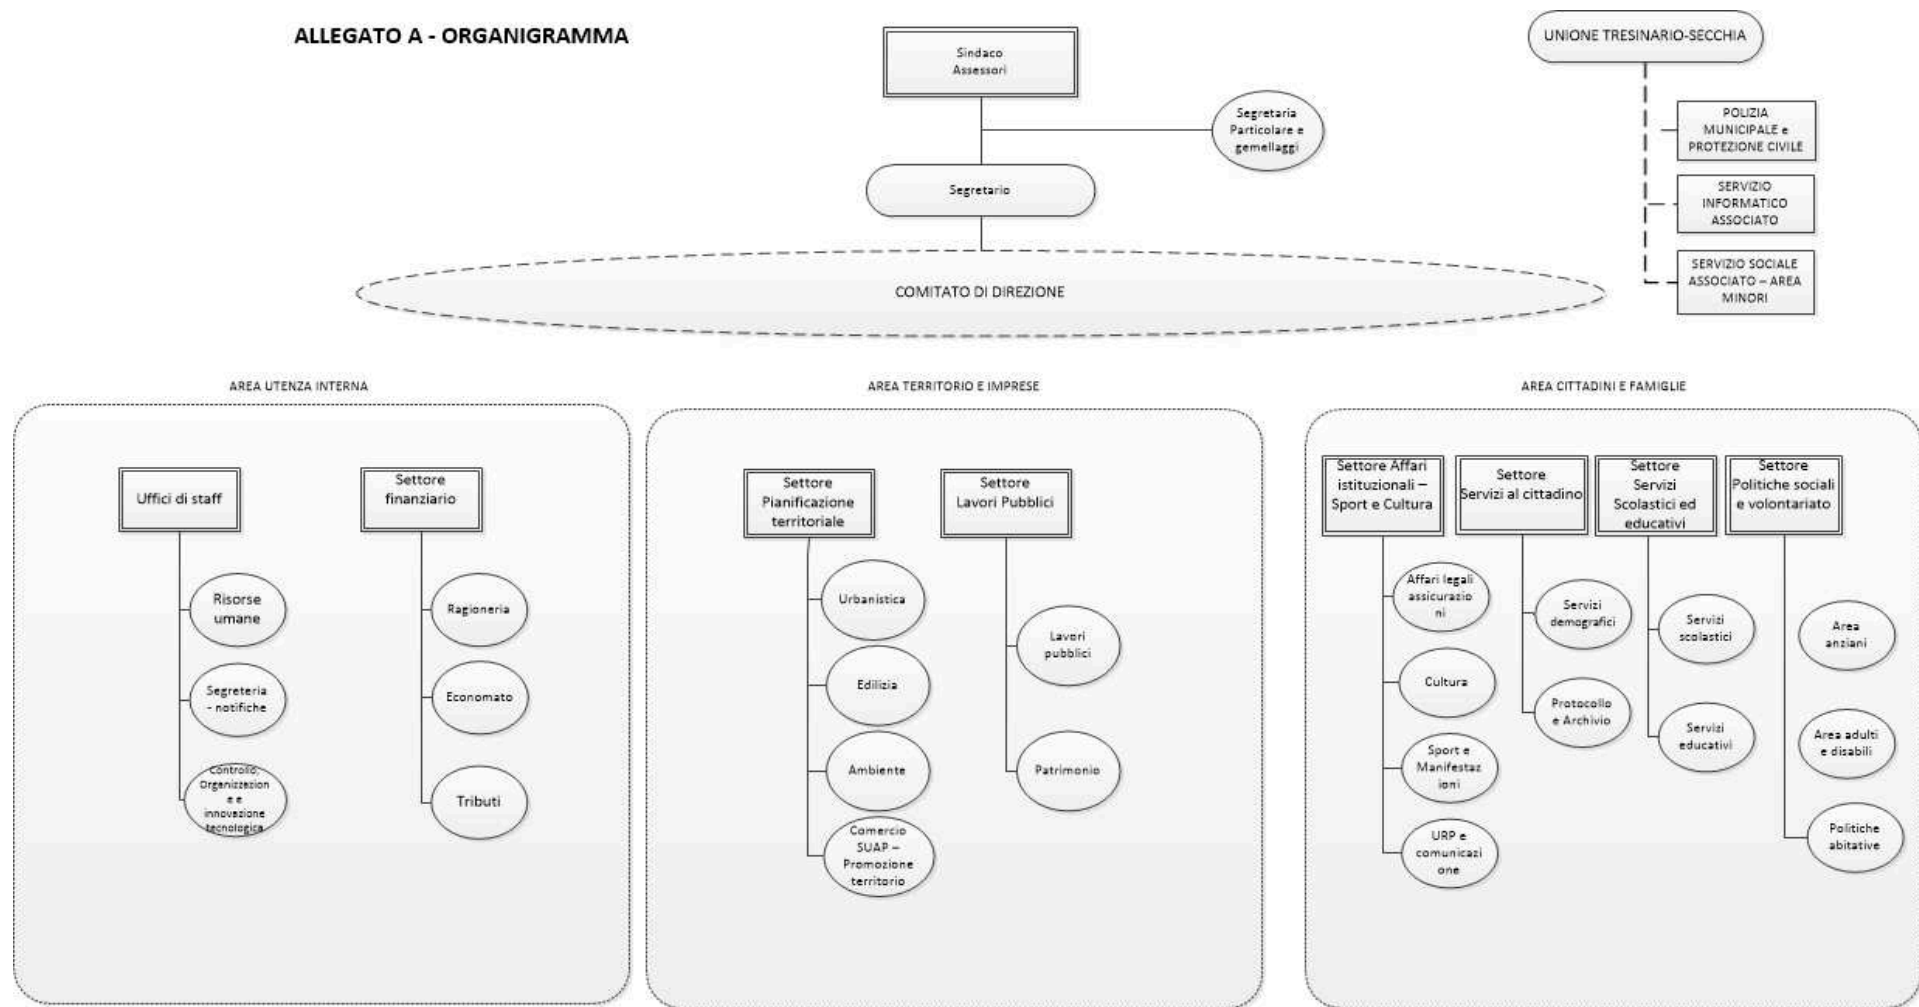 ALLEGATO A - ORGANIGRAMMA
Sindaco
Assessori
Segretaria
Particolare e
gemellaggi
Segretario
COMITATO DI DIREZIONE
UNIONE TRESINARIO-SECCHIA
POLIZIA
MUNICIPALE e
PROTEZIONE CIVILE
SERVIZIO
INFORMATICO
ASSOCIATO
SERVIZIO SOCIALE
ASSOCIATO – AREA
MINORI
AREA UTENZA INTERNA
Uffici di staff
Risorse
umane
Segreteria
- notifiche
Controllo,
Organizzazion
e e
innovazione
tecnologica
Settore
finanziario
Ragioneria
Economato
Tributi
AREA TERRITORIO E IMPRESE
Settore
Pianificazione
territoriale
Urbanistica
Edilizia
Ambiente
Comercio
SUAP –
Promozione
territorio
Settore
Lavori Pubblici
Lavori
pubblici
Patrimonio
AREA CITTADINI E FAMIGLIE
Settore Affari
istituzionali –
Sport e Cultura
Affari legali
assicurazio
ni
Cultura
Sport e
Manifestaz
ioni
URP e
comunicazi
one
Settore
Servizi al cittadino
Servizi
demografici
Protocollo
e Archivio
Settore
Servizi
Scolastici ed
educativi
Servizi
scolastici
Servizi
educativi
Settore
Politiche sociali
e volontariato
Area
anziani
Area adulti
e disabili
Politiche
abitative